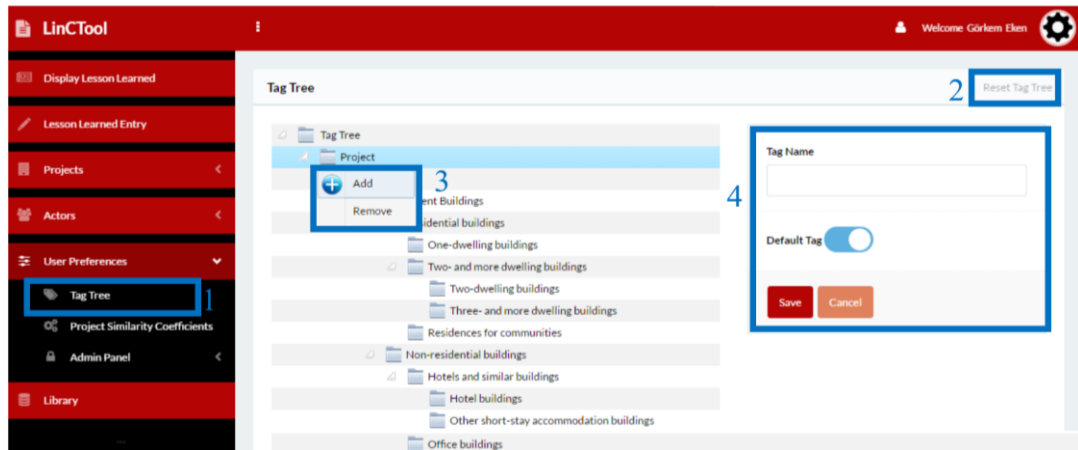 LinCTool
Welcome Görkem Eken
Display Lesson Learned
Lesson Learned Entry
Projects
Actors
User Preferences
Tag Tree
1
Project Similarity Coefficients
Admin Panel
Library
Tag Tree
2
Reset Tag Tree
Tag Tree
Project
Add
3
Remove
ent Buildings
idential buildings
One-dwelling buildings
Two- and more dwelling buildings
Two-dwelling buildings
Three- and more dwelling buildings
Residences for communities
Non-residential buildings
Hotels and similar buildings
Hotel buildings
Other short-stay accommodation buildings
Office buildings
4
Tag Name
Default Tag
Save
Cancel